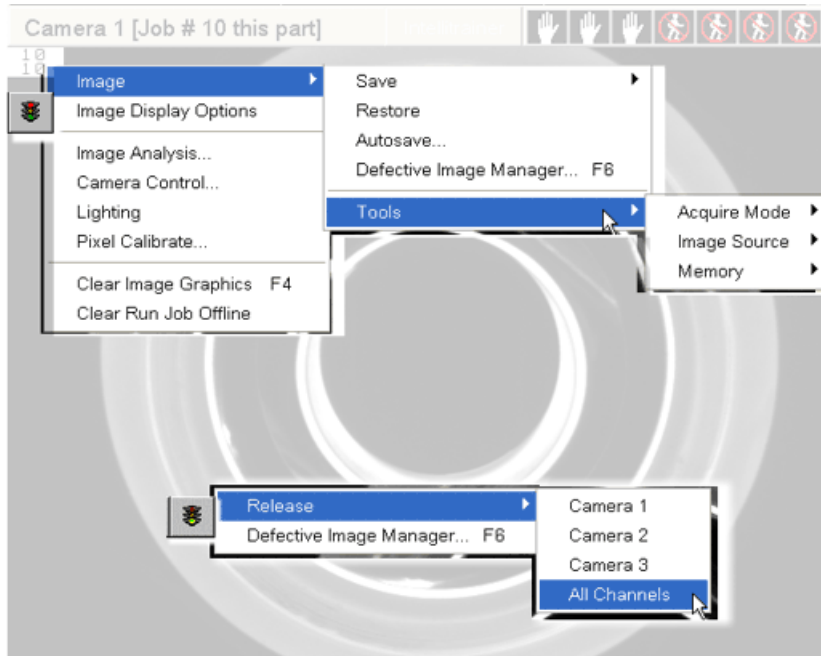 Camera 1 [Job # 10 this part]
10
10
Image
Image Display Options
Image Analysis...
Camera Control...
Lighting
Pixel Calibrate...
Clear Image Graphics F4
Clear Run Job Offline
Save
Restore
Autosave...
Defective Image Manager... F6
Tools
Acquire Mode
Image Source
Memory
Release
Defective Image Manager... F6
Camera 1
Camera 2
Camera 3
All Channels